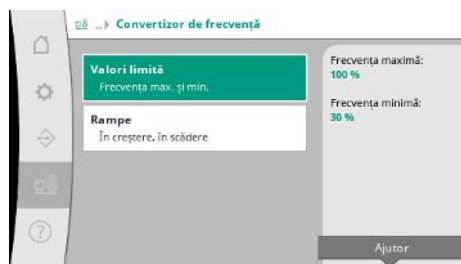 ..▸ Convertizor de frecvență
Valori limită
Frecvența max. și min.
Rampe
În creștere, în scădere
Frecvența maximă:
100 %
Frecvența minimă:
30 %
Ajutor
?